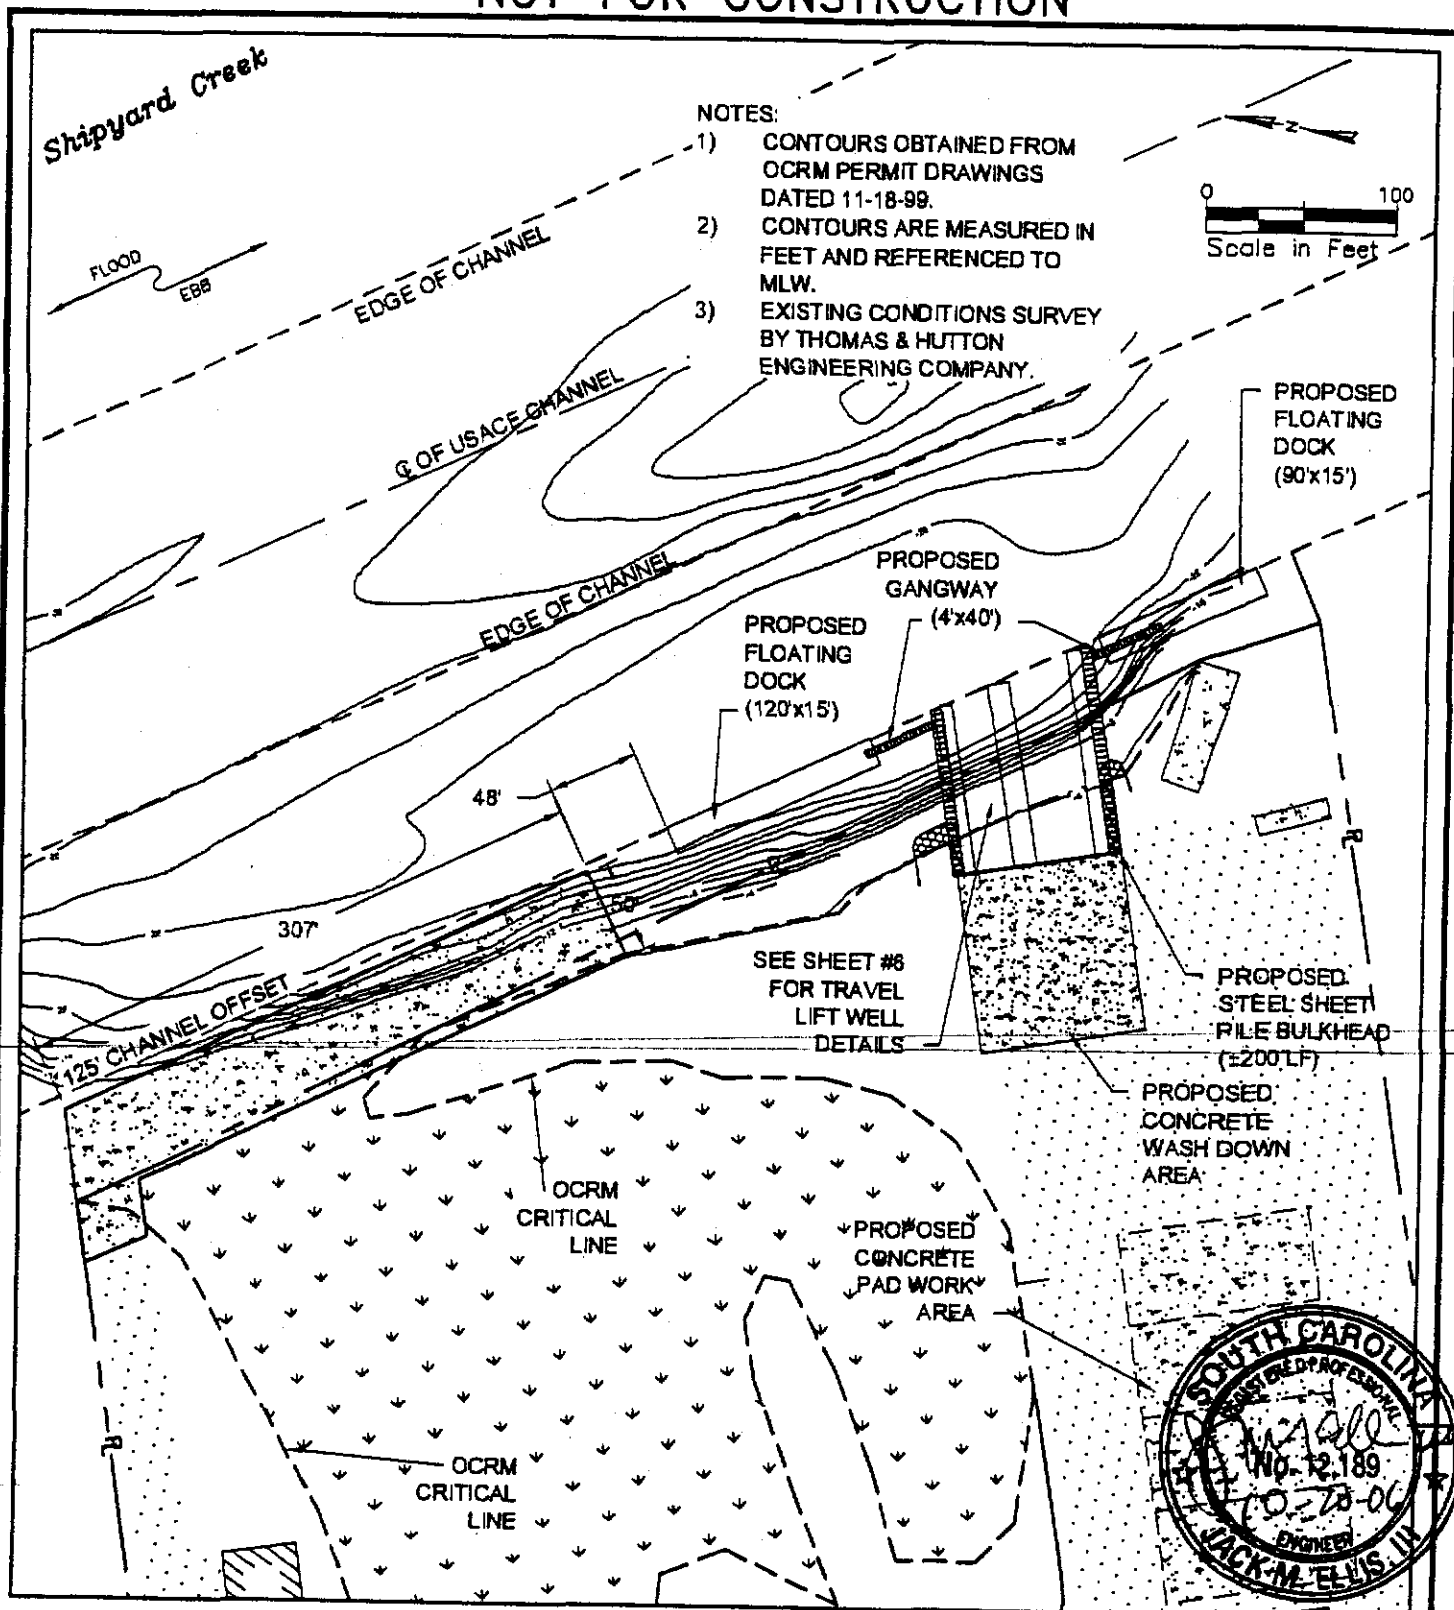 NOT FOR CONSTRUCTION
Shipyard Creek
NOTES:
1) CONTOURS OBTAINED FROM
OCRM PERMIT DRAWINGS
DATED 11-18-99.
2) CONTOURS ARE MEASURED IN
FEET AND REFERENCED TO
MLW.
3) EXISTING CONDITIONS SURVEY
BY THOMAS & HUTTON
ENGINEERING COMPANY.
N
0 100
Scale in Feet
FLOOD
EBB
EDGE OF CHANNEL
℄ OF USACE CHANNEL
EDGE OF CHANNEL
PROPOSED
FLOATING
DOCK
(90'x15')
PROPOSED
GANGWAY
(4'x40')
PROPOSED
FLOATING
DOCK
(120'x15')
48'
307'
50'
125' CHANNEL OFFSET
SEE SHEET #6
FOR TRAVEL
LIFT WELL
DETAILS
PROPOSED
STEEL SHEET
PILE BULKHEAD
(±200'LF)
PROPOSED
CONCRETE
WASH DOWN
AREA
OCRM
CRITICAL
LINE
PROPOSED
CONCRETE
PAD WORK
AREA
OCRM
CRITICAL
LINE
SOUTH CAROLINA
REGISTERED PROFESSIONAL
No. 12189
ENGINEER
JACK M. ELLIS III